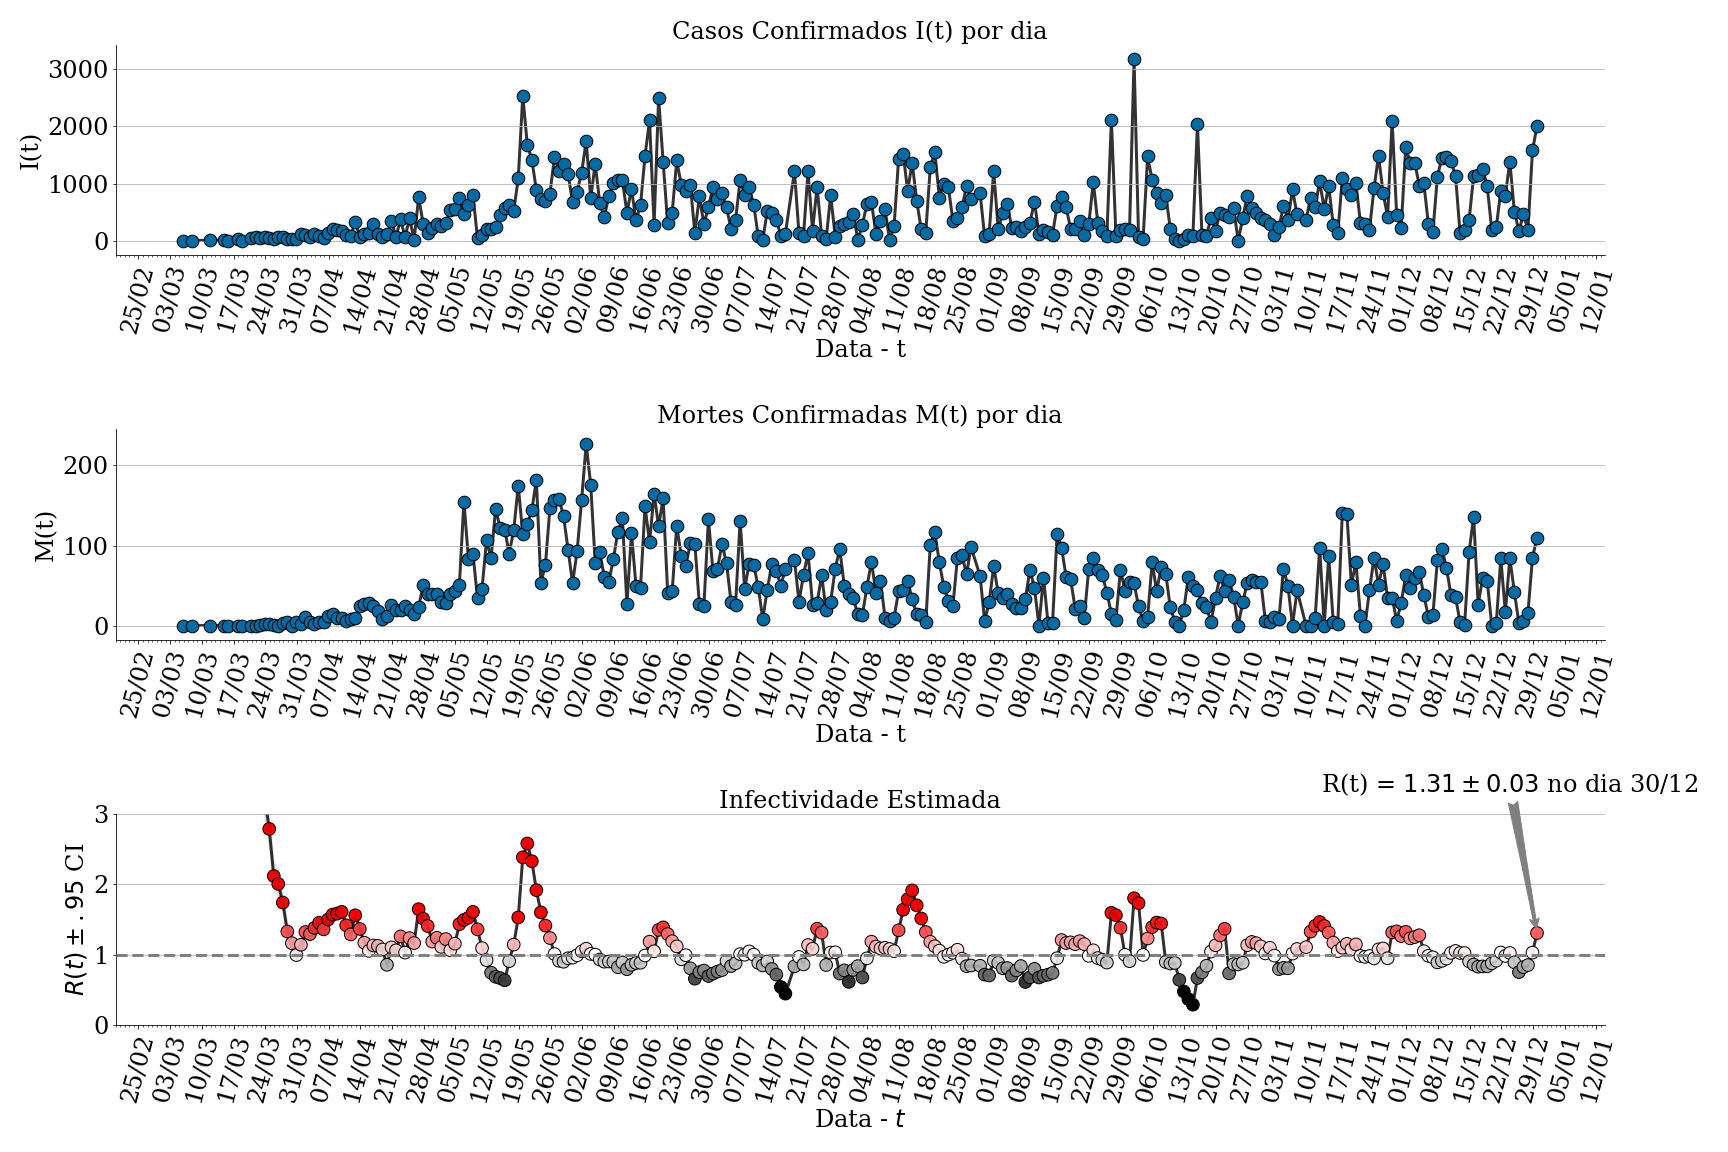 Casos Confirmados I(t) por dia
I(t)
3000
2000
1000
0
25/02 03/03 10/03 17/03 24/03 31/03 07/04 14/04 21/04 28/04 05/05 12/05 19/05 26/05 02/06 09/06 16/06 23/06 30/06 07/07 14/07 21/07 28/07 04/08 11/08 18/08 25/08 01/09 08/09 15/09 22/09 29/09 06/10 13/10 20/10 27/10 03/11 10/11 17/11 24/11 01/12 08/12 15/12 22/12 29/12 05/01 12/01
Data - t
Mortes Confirmadas M(t) por dia
M(t)
200
100
0
25/02 03/03 10/03 17/03 24/03 31/03 07/04 14/04 21/04 28/04 05/05 12/05 19/05 26/05 02/06 09/06 16/06 23/06 30/06 07/07 14/07 21/07 28/07 04/08 11/08 18/08 25/08 01/09 08/09 15/09 22/09 29/09 06/10 13/10 20/10 27/10 03/11 10/11 17/11 24/11 01/12 08/12 15/12 22/12 29/12 05/01 12/01
Data - t
R(t) = 1.31 ± 0.03 no dia 30/12
Infectividade Estimada
R(t) ± .95 CI
3
2
1
0
25/02 03/03 10/03 17/03 24/03 31/03 07/04 14/04 21/04 28/04 05/05 12/05 19/05 26/05 02/06 09/06 16/06 23/06 30/06 07/07 14/07 21/07 28/07 04/08 11/08 18/08 25/08 01/09 08/09 15/09 22/09 29/09 06/10 13/10 20/10 27/10 03/11 10/11 17/11 24/11 01/12 08/12 15/12 22/12 29/12 05/01 12/01
Data - t